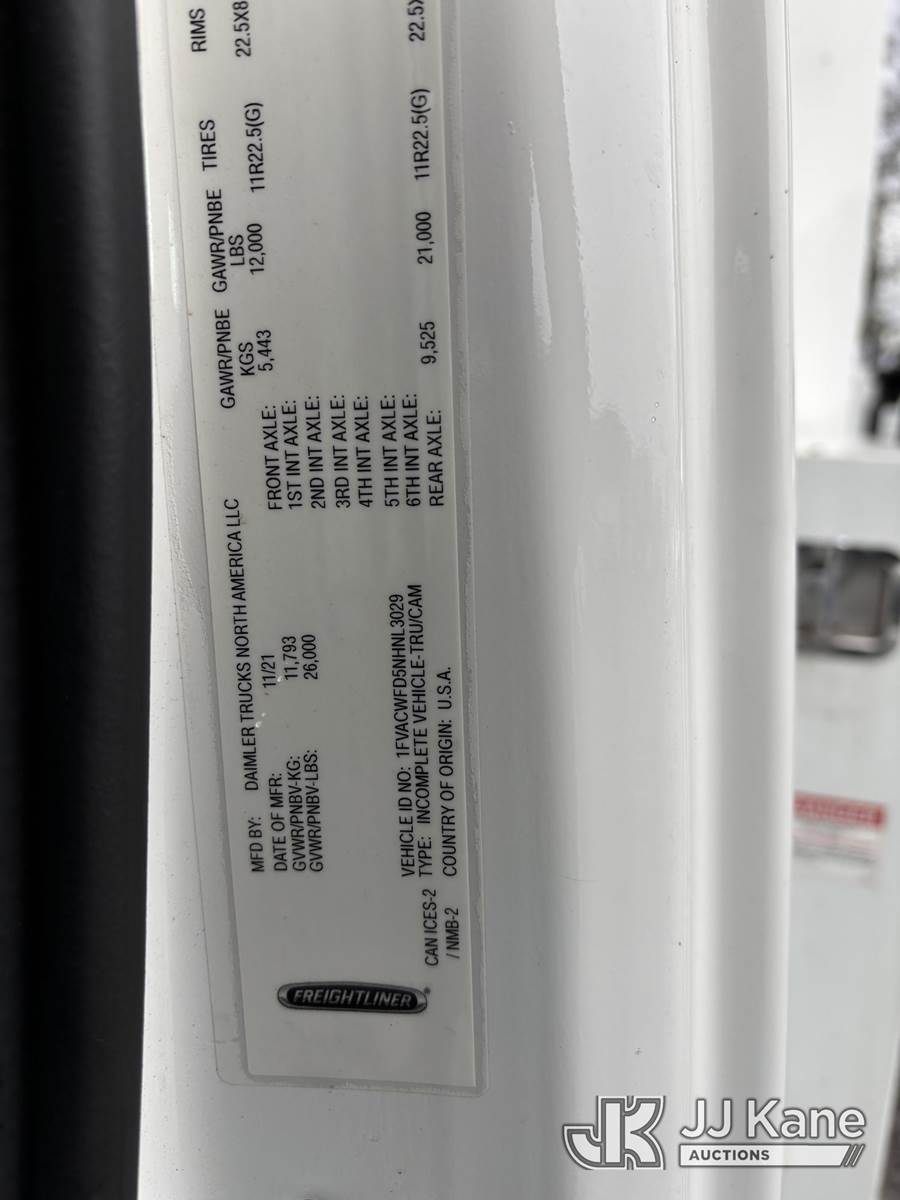 FREIGHTLINER®
MFD BY: DAIMLER TRUCKS NORTH AMERICA LLC
DATE OF MFR: 11/21
GVWR/PNBV-KG: 11,793
GVWR/PNBV-LBS: 26,000
VEHICLE ID NO: 1FVACWFD5NHNL3029
CAN ICES-2 TYPE: INCOMPLETE VEHICLE-TRU/CAM
/ NMB-2 COUNTRY OF ORIGIN: U.S.A.
GAWR/PNBE GAWR/PNBE TIRES RIMS
KGS LBS
FRONT AXLE: 5,443 12,000 11R22.5(G) 22.5X8
1ST INT AXLE:
2ND INT AXLE:
3RD INT AXLE:
4TH INT AXLE:
5TH INT AXLE:
6TH INT AXLE:
REAR AXLE: 9,525 21,000 11R22.5(G) 22.5X
JK JJ Kane
AUCTIONS